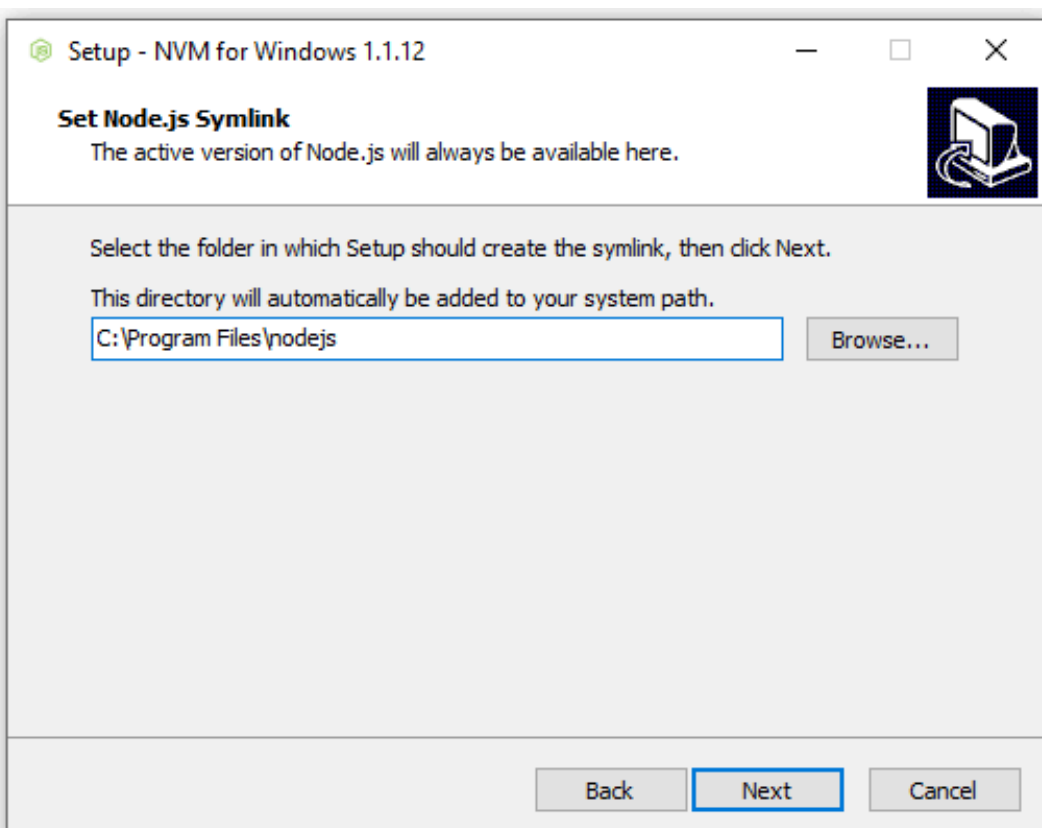 Setup - NVM for Windows 1.1.12
Set Node.js Symlink
The active version of Node.js will always be available here.
Select the folder in which Setup should create the symlink, then click Next.
This directory will automatically be added to your system path.
C:\Program Files\nodejs
Browse...
Back
Next
Cancel